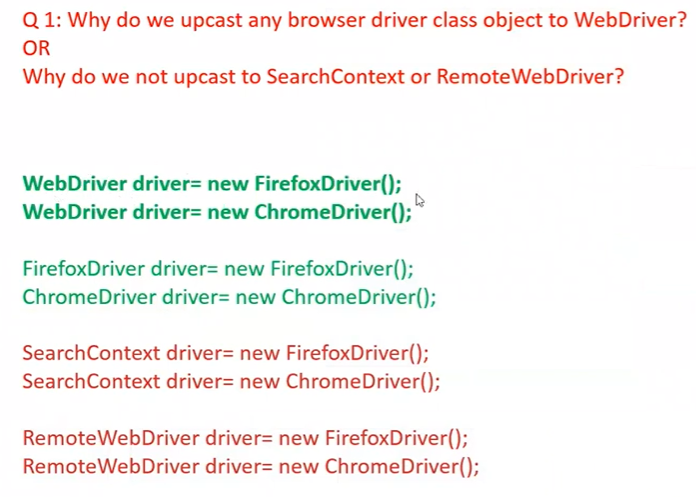 Q 1: Why do we upcast any browser driver class object to WebDriver?
OR
Why do we not upcast to SearchContext or RemoteWebDriver?
WebDriver driver= new FirefoxDriver();
WebDriver driver= new ChromeDriver();
FirefoxDriver driver= new FirefoxDriver();
ChromeDriver driver= new ChromeDriver();
SearchContext driver= new FirefoxDriver();
SearchContext driver= new ChromeDriver();
RemoteWebDriver driver= new FirefoxDriver();
RemoteWebDriver driver= new ChromeDriver();